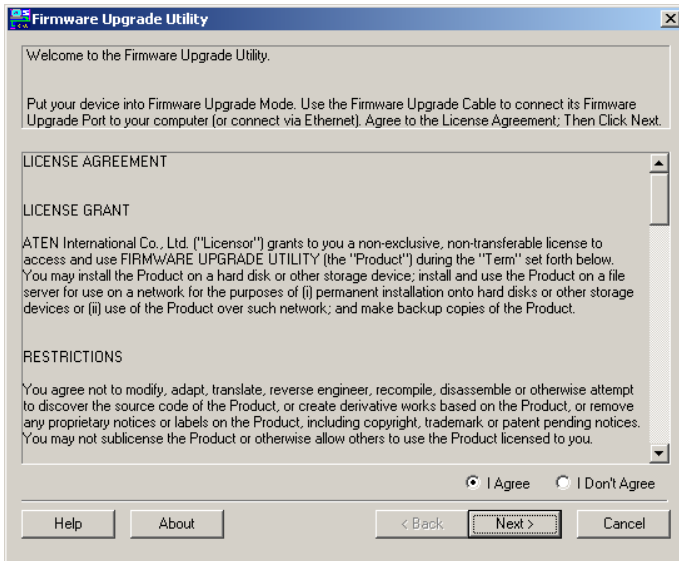 Firmware Upgrade Utility
Welcome to the Firmware Upgrade Utility.
Put your device into Firmware Upgrade Mode. Use the Firmware Upgrade Cable to connect its Firmware
Upgrade Port to your computer (or connect via Ethernet). Agree to the License Agreement; Then Click Next.
LICENSE AGREEMENT
LICENSE GRANT
ATEN International Co., Ltd. ("Licensor") grants to you a non-exclusive, non-transferable license to
access and use FIRMWARE UPGRADE UTILITY (the "Product") during the "Term" set forth below.
You may install the Product on a hard disk or other storage device; install and use the Product on a file
server for use on a network for the purposes of (i) permanent installation onto hard disks or other storage
devices or (ii) use of the Product over such network; and make backup copies of the Product.
RESTRICTIONS
You agree not to modify, adapt, translate, reverse engineer, recompile, disassemble or otherwise attempt
to discover the source code of the Product, or create derivative works based on the Product, or remove
any proprietary notices or labels on the Product, including copyright, trademark or patent pending notices.
You may not sublicense the Product or otherwise allow others to use the Product licensed to you.
I Agree I Don't Agree
Help About < Back Next > Cancel